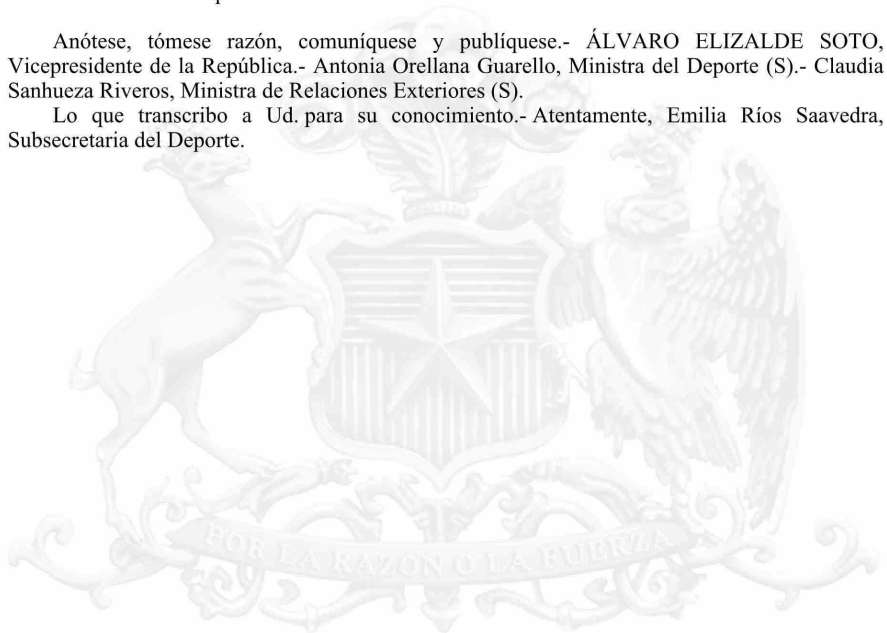 Anótese, tómese razón, comuníquese y publíquese.- ÁLVARO ELIZALDE SOTO,
Vicepresidente de la República.- Antonia Orellana Guarello, Ministra del Deporte (S).- Claudia
Sanhueza Riveros, Ministra de Relaciones Exteriores (S).
Lo que transcribo a Ud. para su conocimiento.- Atentamente, Emilia Ríos Saavedra,
Subsecretaria del Deporte.
POR LA RAZON O LA FUERZA